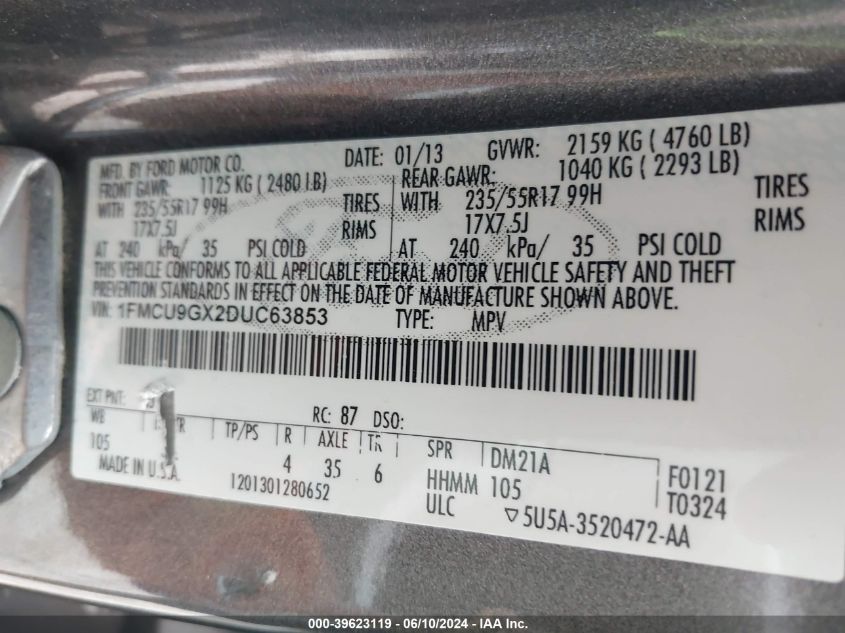 MFD. BY FORD MOTOR CO. DATE: 01/13 GVWR: 2159 KG ( 4760 LB)
FRONT GAWR: 1125 KG ( 2480 LB) REAR GAWR: 1040 KG ( 2293 LB)
WITH 235/55R17 99H TIRES WITH 235/55R17 99H TIRES
17X7.5J RIMS 17X7.5J RIMS
AT 240 kPa/ 35 PSI COLD AT 240 kPa/ 35 PSI COLD
THIS VEHICLE CONFORMS TO ALL APPLICABLE FEDERAL MOTOR VEHICLE SAFETY AND THEFT
PREVENTION STANDARDS IN EFFECT ON THE DATE OF MANUFACTURE SHOWN ABOVE.
VIN: 1FMCU9GX2DUC63853 TYPE: MPV
EXT PNT: RC: 87 DSO:
WB TP/PS R AXLE TR SPR DM21A F0121
105 4 35 6 HHMM 105 T0324
MADE IN U.S.A. 1201301280652 ULC ▽5U5A-3520472-AA
000-39623119 - 06/10/2024 - IAA, Inc.